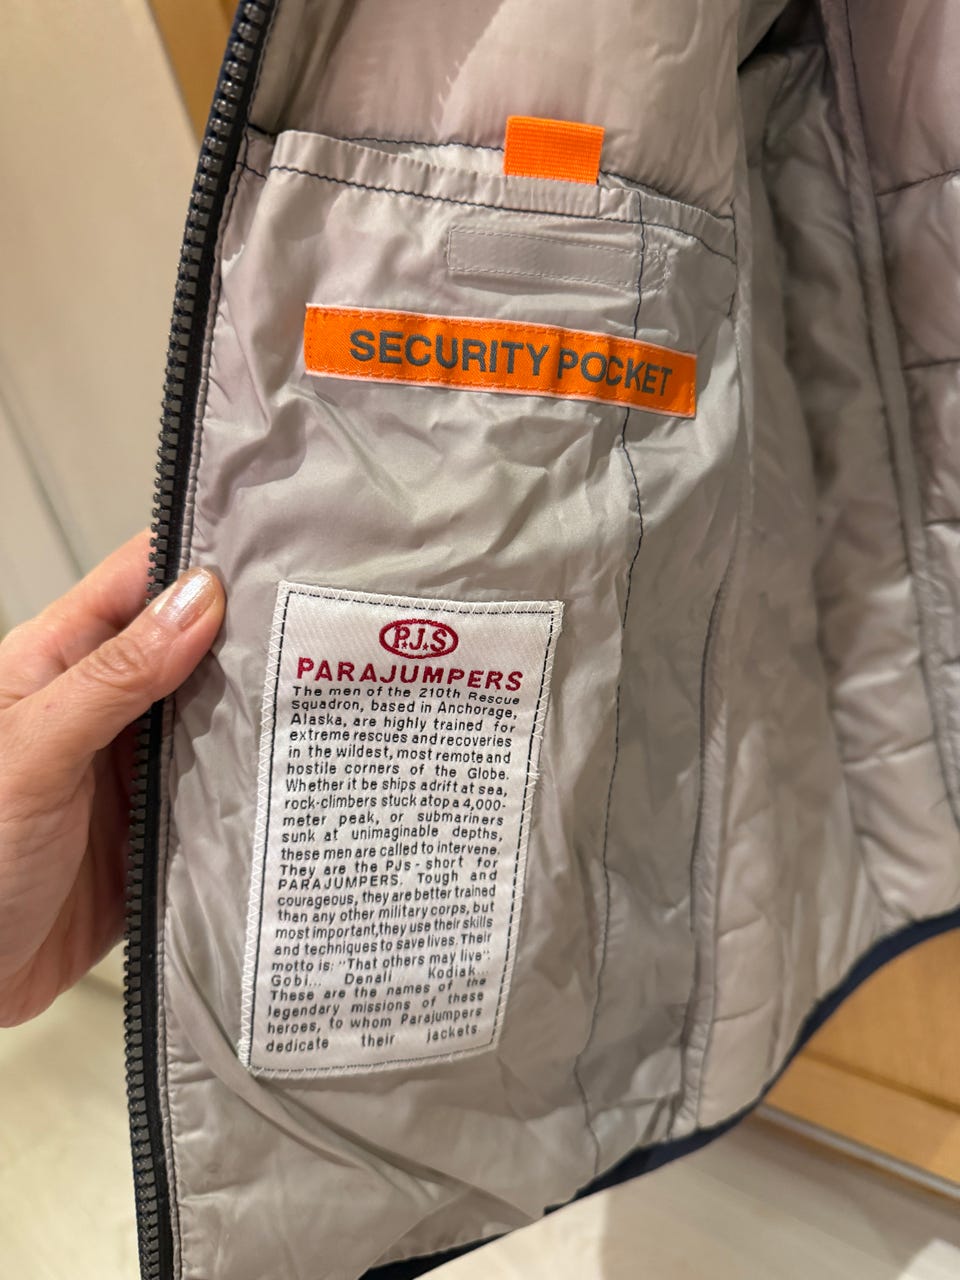 SECURITY POCKET
P.J.S
PARAJUMPERS
The men of the 210th Rescue
Squadron, based in Anchorage,
Alaska, are highly trained for
extreme rescues and recoveries
in the wildest, most remote and
hostile corners of the Globe.
Whether it be ships adrift at sea,
rock-climbers stuck atop a 4,000-
meter peak, or submariners
sunk at unimaginable depths,
these men are called to intervene.
They are the PJs - short for
PARAJUMPERS. Tough and
courageous, they are better trained
than any other military corps, but
most important,they use their skills
and techniques to save lives. Their
motto is: "That others may live".
Gobi... Denali... Kodiak...
These are the names of the
legendary missions of these
heroes, to whom Parajumpers
dedicate their jackets